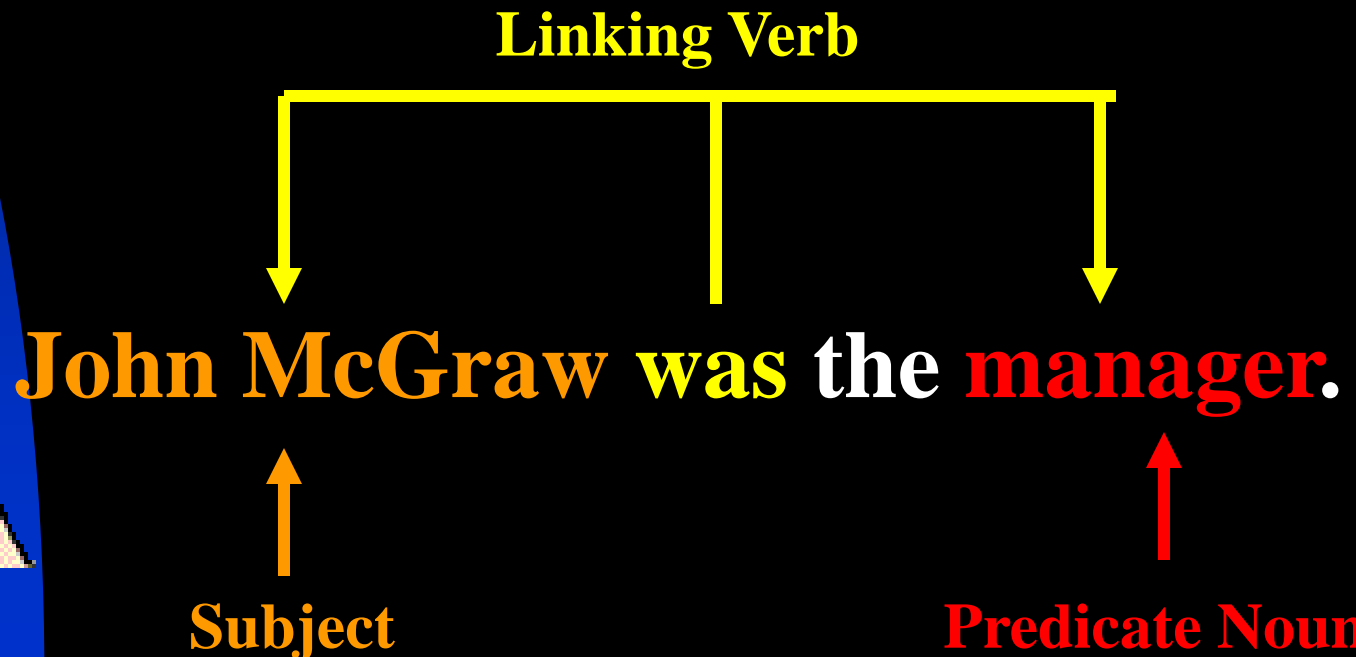 Linking Verb
John McGraw was the manager.
Subject Predicate Noun